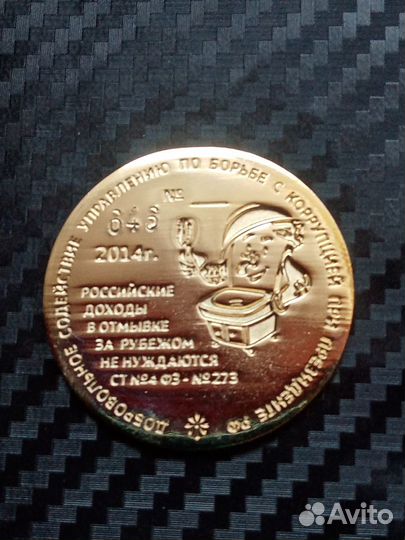 ДОБРОВОЛЬНОЕ СОДЕЙСТВИЕ УПРАВЛЕНИЮ ПО БОРЬБЕ С КОРРУПЦИЕЙ ПРИ ПРЕЗИДЕНТЕ РФ
№
646
2014г.
РОССИЙСКИЕ
ДОХОДЫ
В ОТМЫВКЕ
ЗА РУБЕЖОМ
НЕ НУЖДАЮТСЯ
СТ №4 ФЗ-№273
Avito